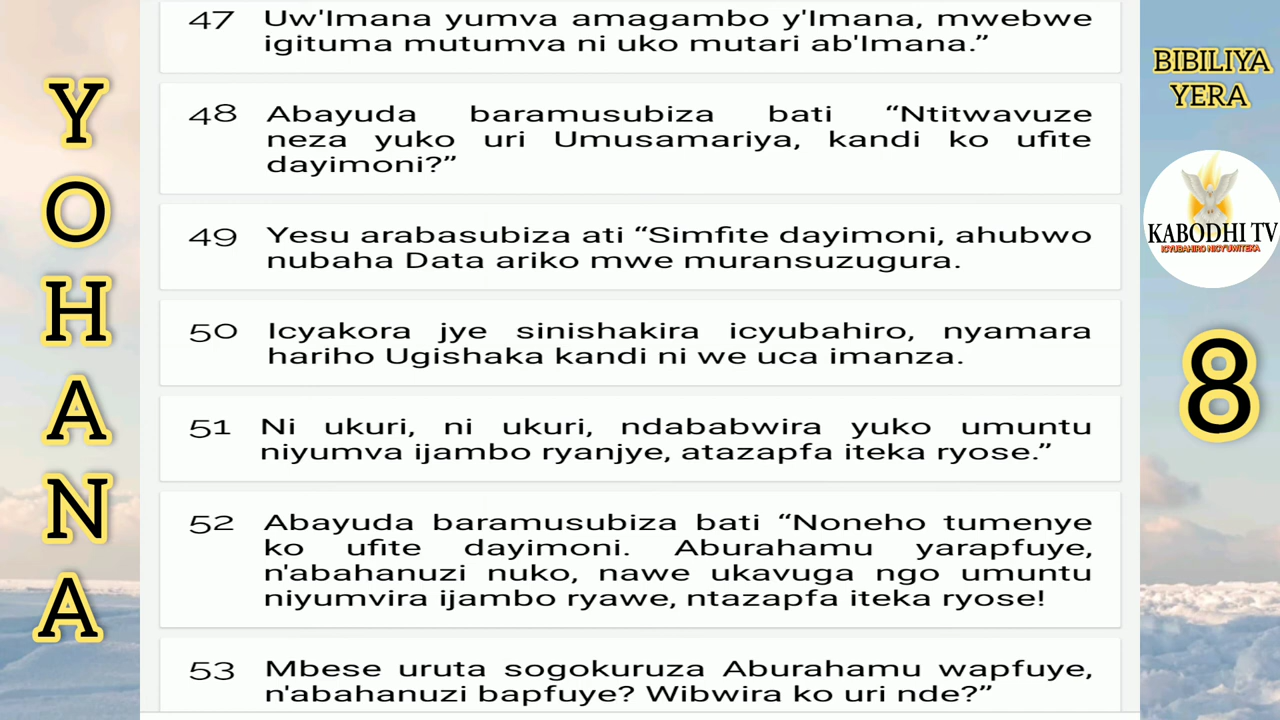 YOHANA
47 Uw'Imana yumva amagambo y'Imana, mwebwe
igituma mutumva ni uko mutari ab'Imana.”
48 Abayuda baramusubiza bati “Ntitwavuze
neza yuko uri Umusamariya, kandi ko ufite
dayimoni?”
49 Yesu arabasubiza ati “Simfite dayimoni, ahubwo
nubaha Data ariko mwe muransuzugura.
50 Icyakora jye sinishakira icyubahiro, nyamara
hariho Ugishaka kandi ni we uca imanza.
51 Ni ukuri, ni ukuri, ndababwira yuko umuntu
niyumva ijambo ryanjye, atazapfa iteka ryose.”
52 Abayuda baramusubiza bati “Noneho tumenye
ko ufite dayimoni. Aburahamu yarapfuye,
n'abahanuzi nuko, nawe ukavuga ngo umuntu
niyumvira ijambo ryawe, ntazapfa iteka ryose!
53 Mbese uruta sogokuruza Aburahamu wapfuye,
n'abahanuzi bapfuye? Wibwira ko uri nde?”
BIBILIYA
YERA
KABODHI TV
ICYUBAHIRO NICY'UWITEKA
8